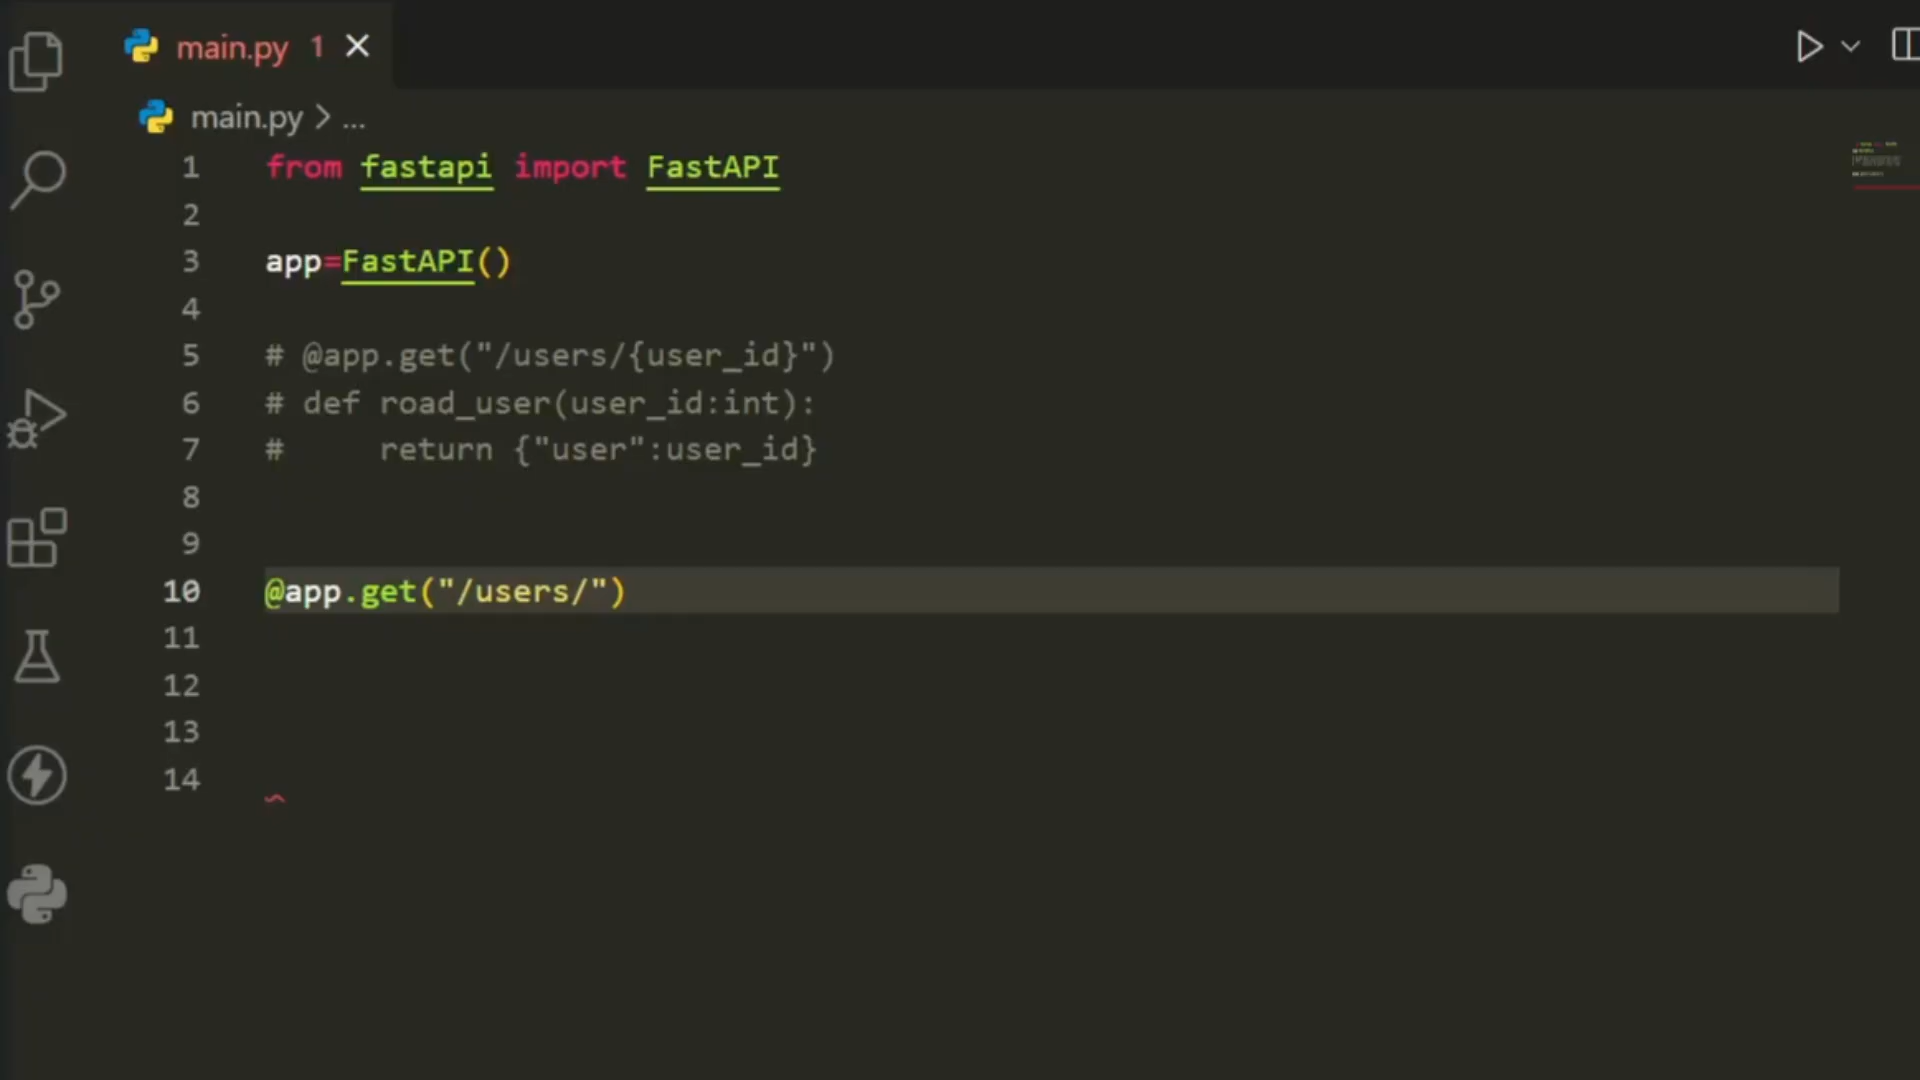 main.py 1
main.py > ...
1 from fastapi import FastAPI
2
3 app=FastAPI()
4
5 # @app.get("/users/{user_id}")
6 # def road_user(user_id:int):
7 #     return {"user":user_id}
8
9
10 @app.get("/users/")
11
12
13
14